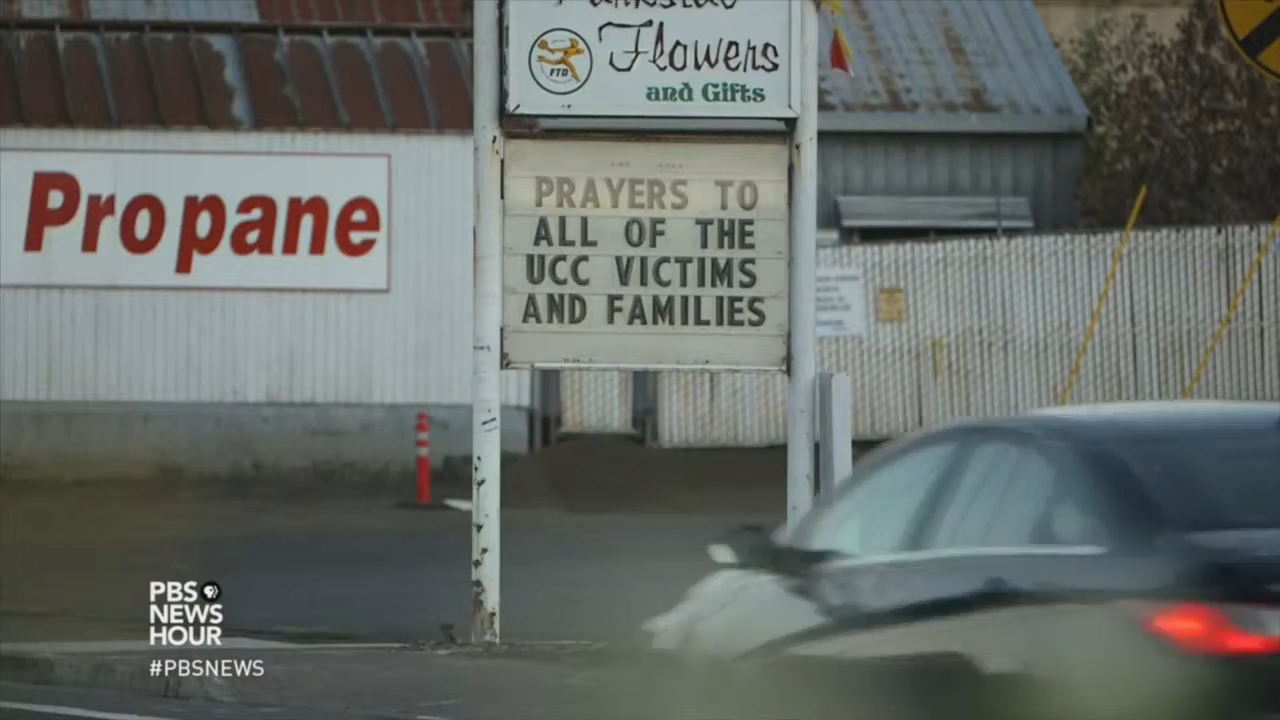 Flowers
FTD
and Gifts
Propane
PRAYERS TO
ALL OF THE
UCC VICTIMS
AND FAMILIES
PBS
NEWS
HOUR
#PBSNEWS